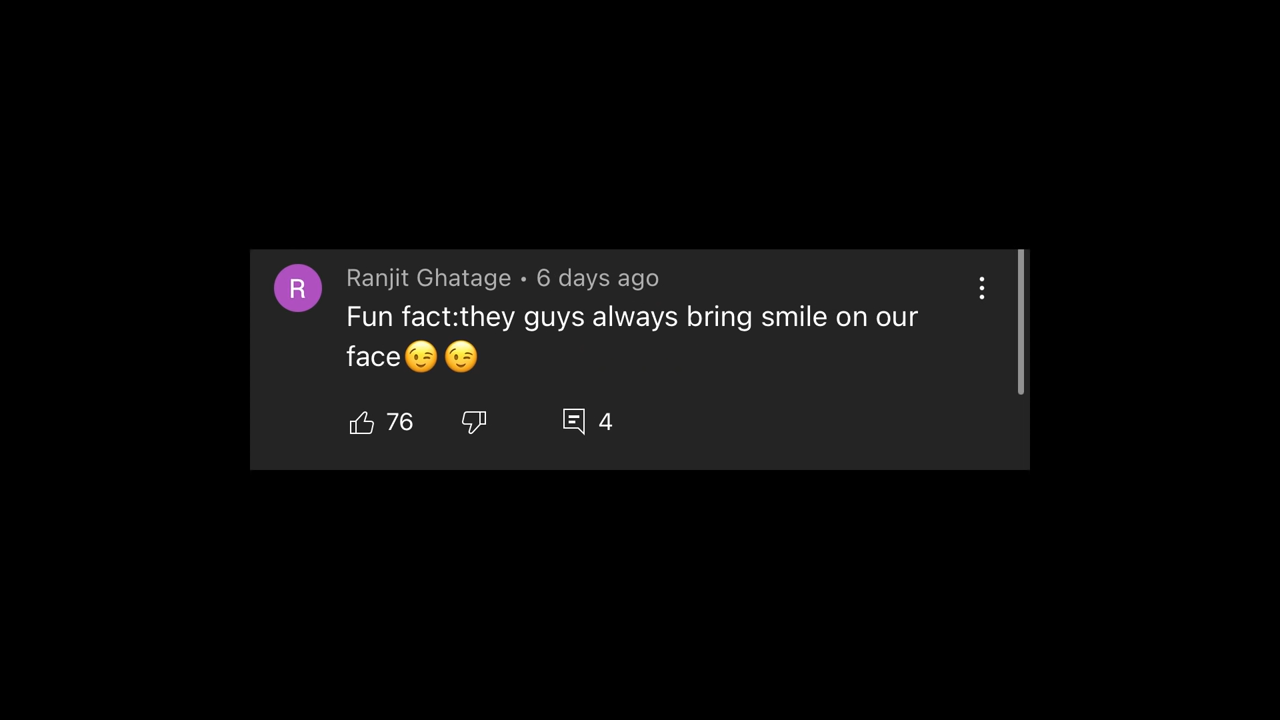 R
Ranjit Ghatage • 6 days ago
Fun fact:they guys always bring smile on our
face😉😉
76 4